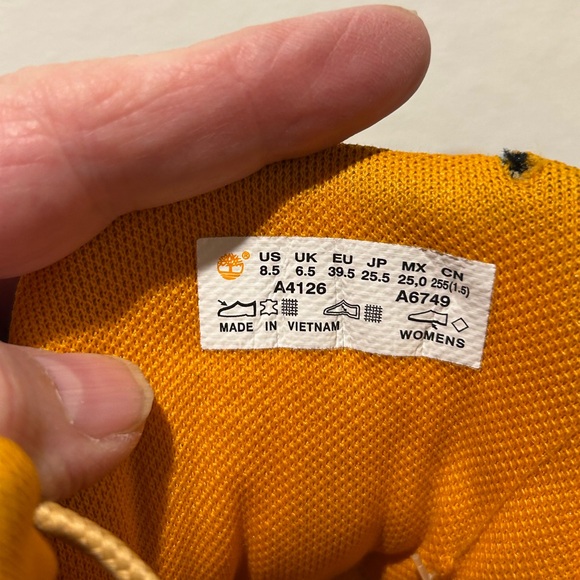 US UK EU JP MX CN
8.5 6.5 39.5 25.5 25,0 255(1.5)
A4126 A6749
MADE IN VIETNAM WOMENS